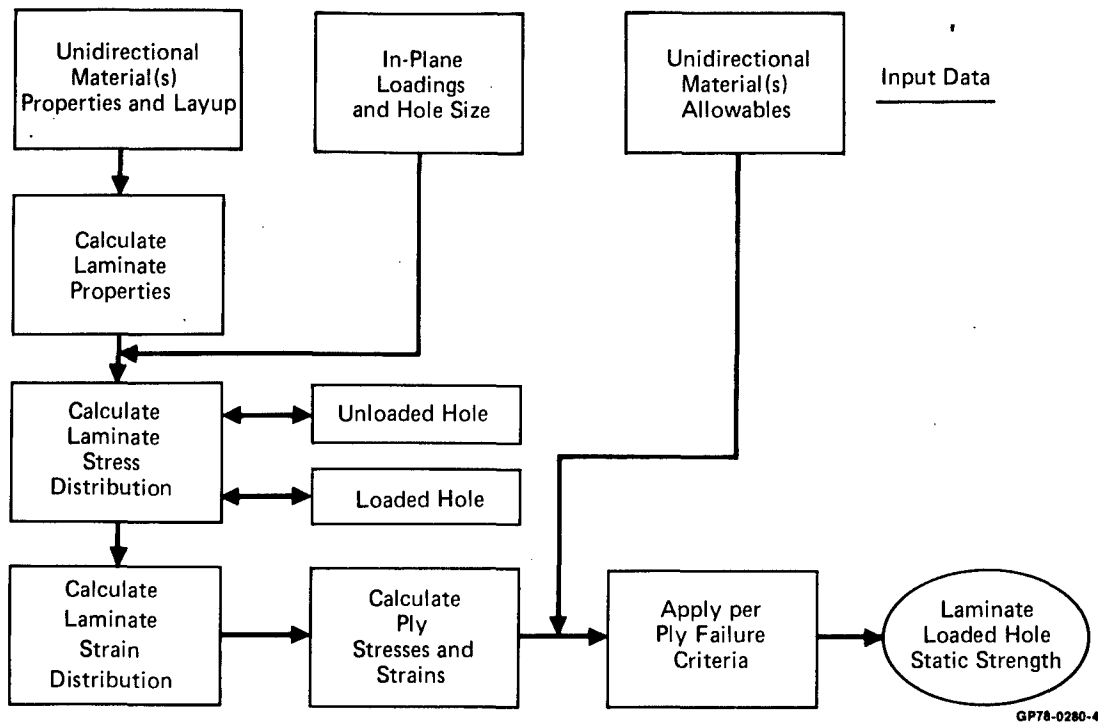 Unidirectional
Material(s)
Properties and Layup
In-Plane
Loadings
and Hole Size
Unidirectional
Material(s)
Allowables
Input Data
Calculate
Laminate
Properties
Calculate
Laminate
Stress
Distribution
Unloaded Hole
Loaded Hole
Calculate
Laminate
Strain
Distribution
Calculate
Ply
Stresses and
Strains
Apply per
Ply Failure
Criteria
Laminate
Loaded Hole
Static Strength
GP78-0280-4